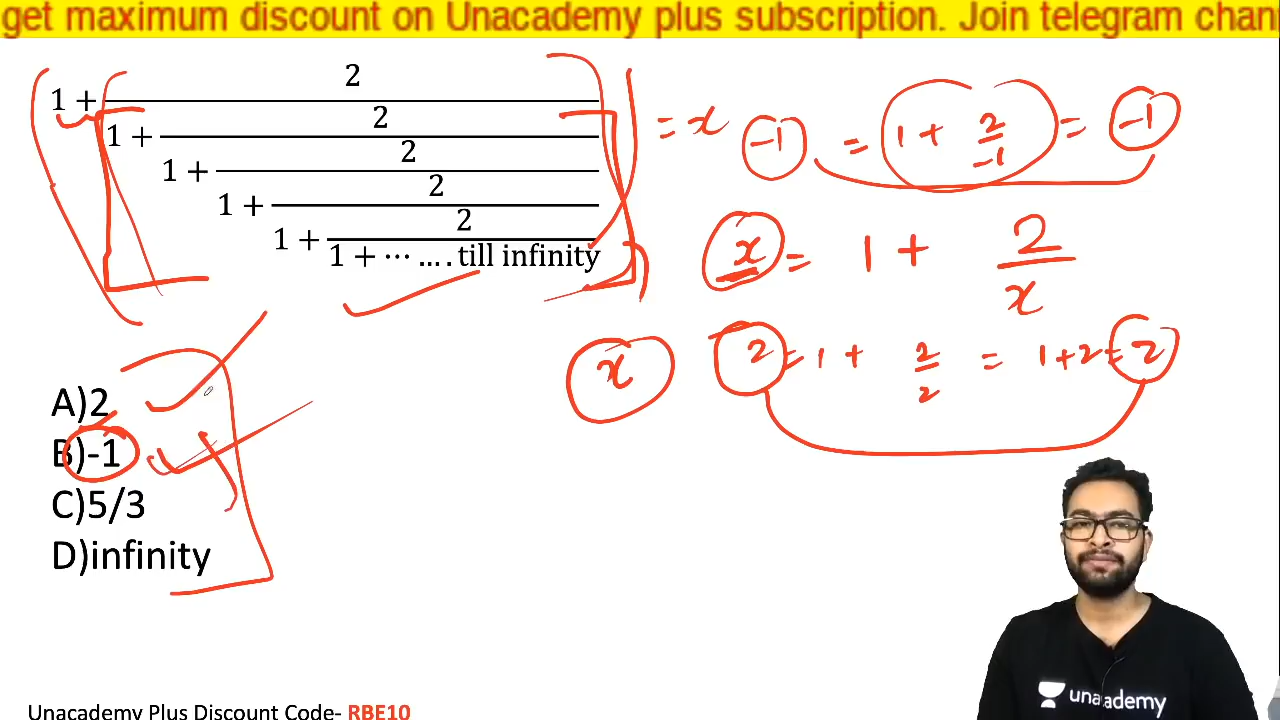 get maximum discount on Unacademy plus subscription. Join telegram chan
2
1 +
2
1 +
2
1 +
2
1 +
2
1 +
1 + ⋯ ... . till infinity
= x
-1 = 1 + 2/-1 = -1
x = 1 + 2/x
x
2 = 1 + 2/2 = 1+2 = 2
A)2
B)-1
C)5/3
D)infinity
unacademy
Unacademy Plus Discount Code- RBE10